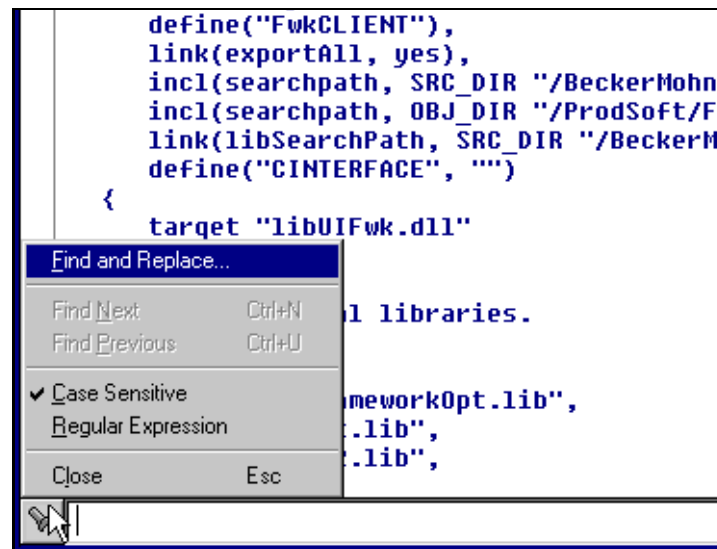 define("FwkCLIENT"),
link(exportAll, yes),
incl(searchpath, SRC_DIR "/BeckerMohn
incl(searchpath, OBJ_DIR "/ProdSoft/F
link(libSearchPath, SRC_DIR "/BeckerM
define("CINTERFACE", "")
{
target "libUIFwk.dll"
Find and Replace...
Find Next Ctrl+N
l libraries.
Find Previous Ctrl+U
Case Sensitive
meworkOpt.lib",
Regular Expression
.lib",
Close Esc
.lib",